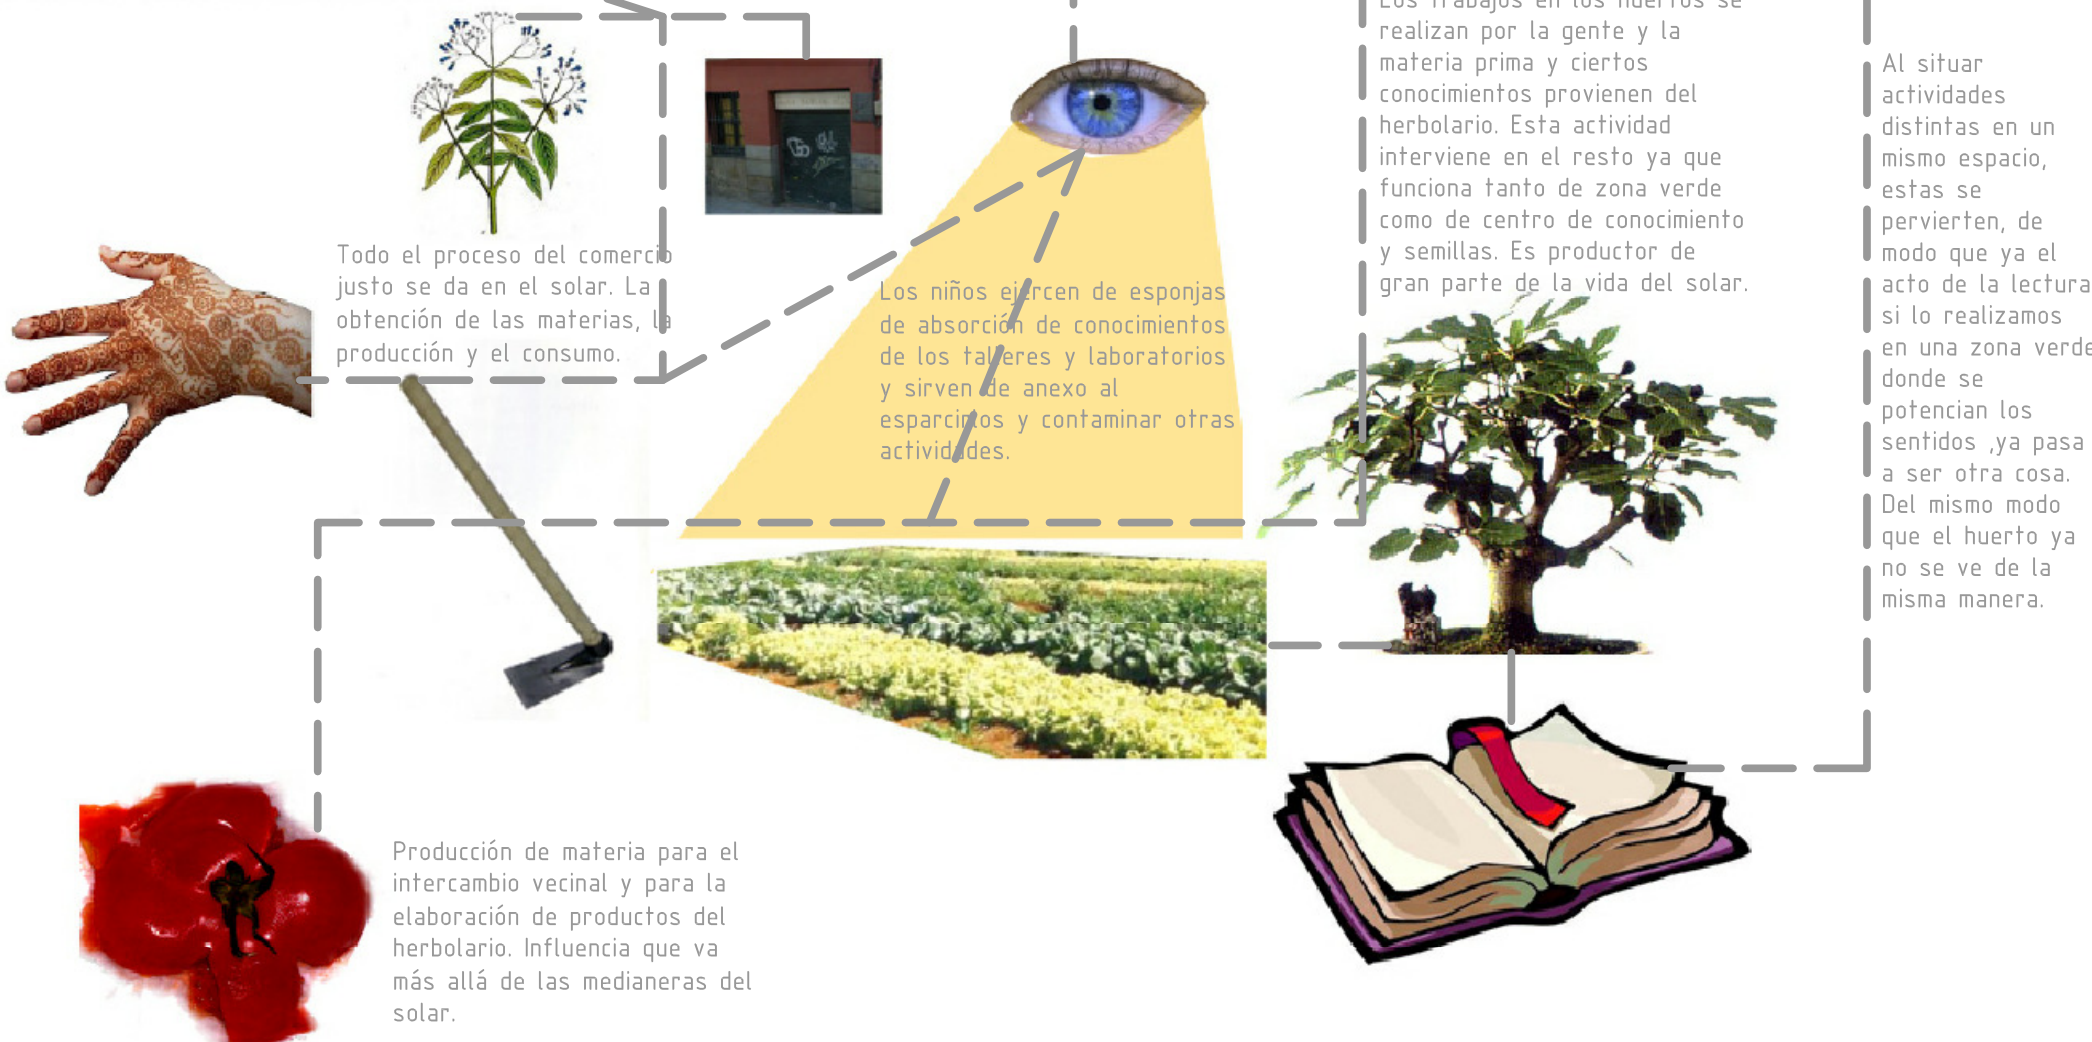 Todo el proceso del comercio
justo se da en el solar. La
obtención de las materias, la
producción y el consumo.
Los niños ejercen de esponjas
de absorción de conocimientos
de los talleres y laboratorios
y sirven de anexo al
esparcirlos y contaminar otras
actividades.
Los trabajos en los huertos se
realizan por la gente y la
materia prima y ciertos
conocimientos provienen del
herbolario. Esta actividad
interviene en el resto ya que
funciona tanto de zona verde
como de centro de conocimiento
y semillas. Es productor de
gran parte de la vida del solar.
Al situar
actividades
distintas en un
mismo espacio,
estas se
pervierten, de
modo que ya el
acto de la lectura
si lo realizamos
en una zona verde
donde se
potencian los
sentidos ,ya pasa
a ser otra cosa.
Del mismo modo
que el huerto ya
no se ve de la
misma manera.
Producción de materia para el
intercambio vecinal y para la
elaboración de productos del
herbolario. Influencia que va
más allá de las medianeras del
solar.